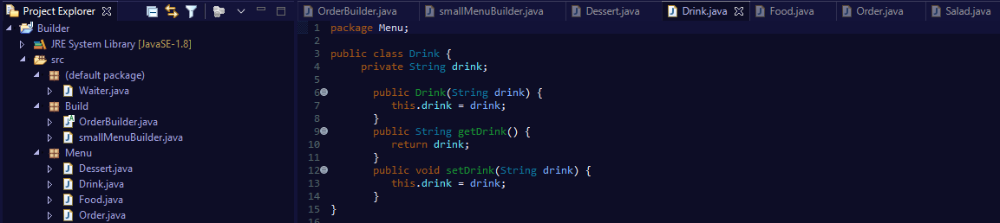 Project Explorer
Builder
JRE System Library [JavaSE-1.8]
src
(default package)
Waiter.java
Build
OrderBuilder.java
smallMenuBuilder.java
Menu
Dessert.java
Drink.java
Food.java
Order.java
OrderBuilder.java smallMenuBuilder.java Dessert.java Drink.java Food.java Order.java Salad.java
1 package Menu;
2
3 public class Drink {
4 private String drink;
5
6 public Drink(String drink) {
7 this.drink = drink;
8 }
9 public String getDrink() {
10 return drink;
11 }
12 public void setDrink(String drink) {
13 this.drink = drink;
14 }
15 }
16